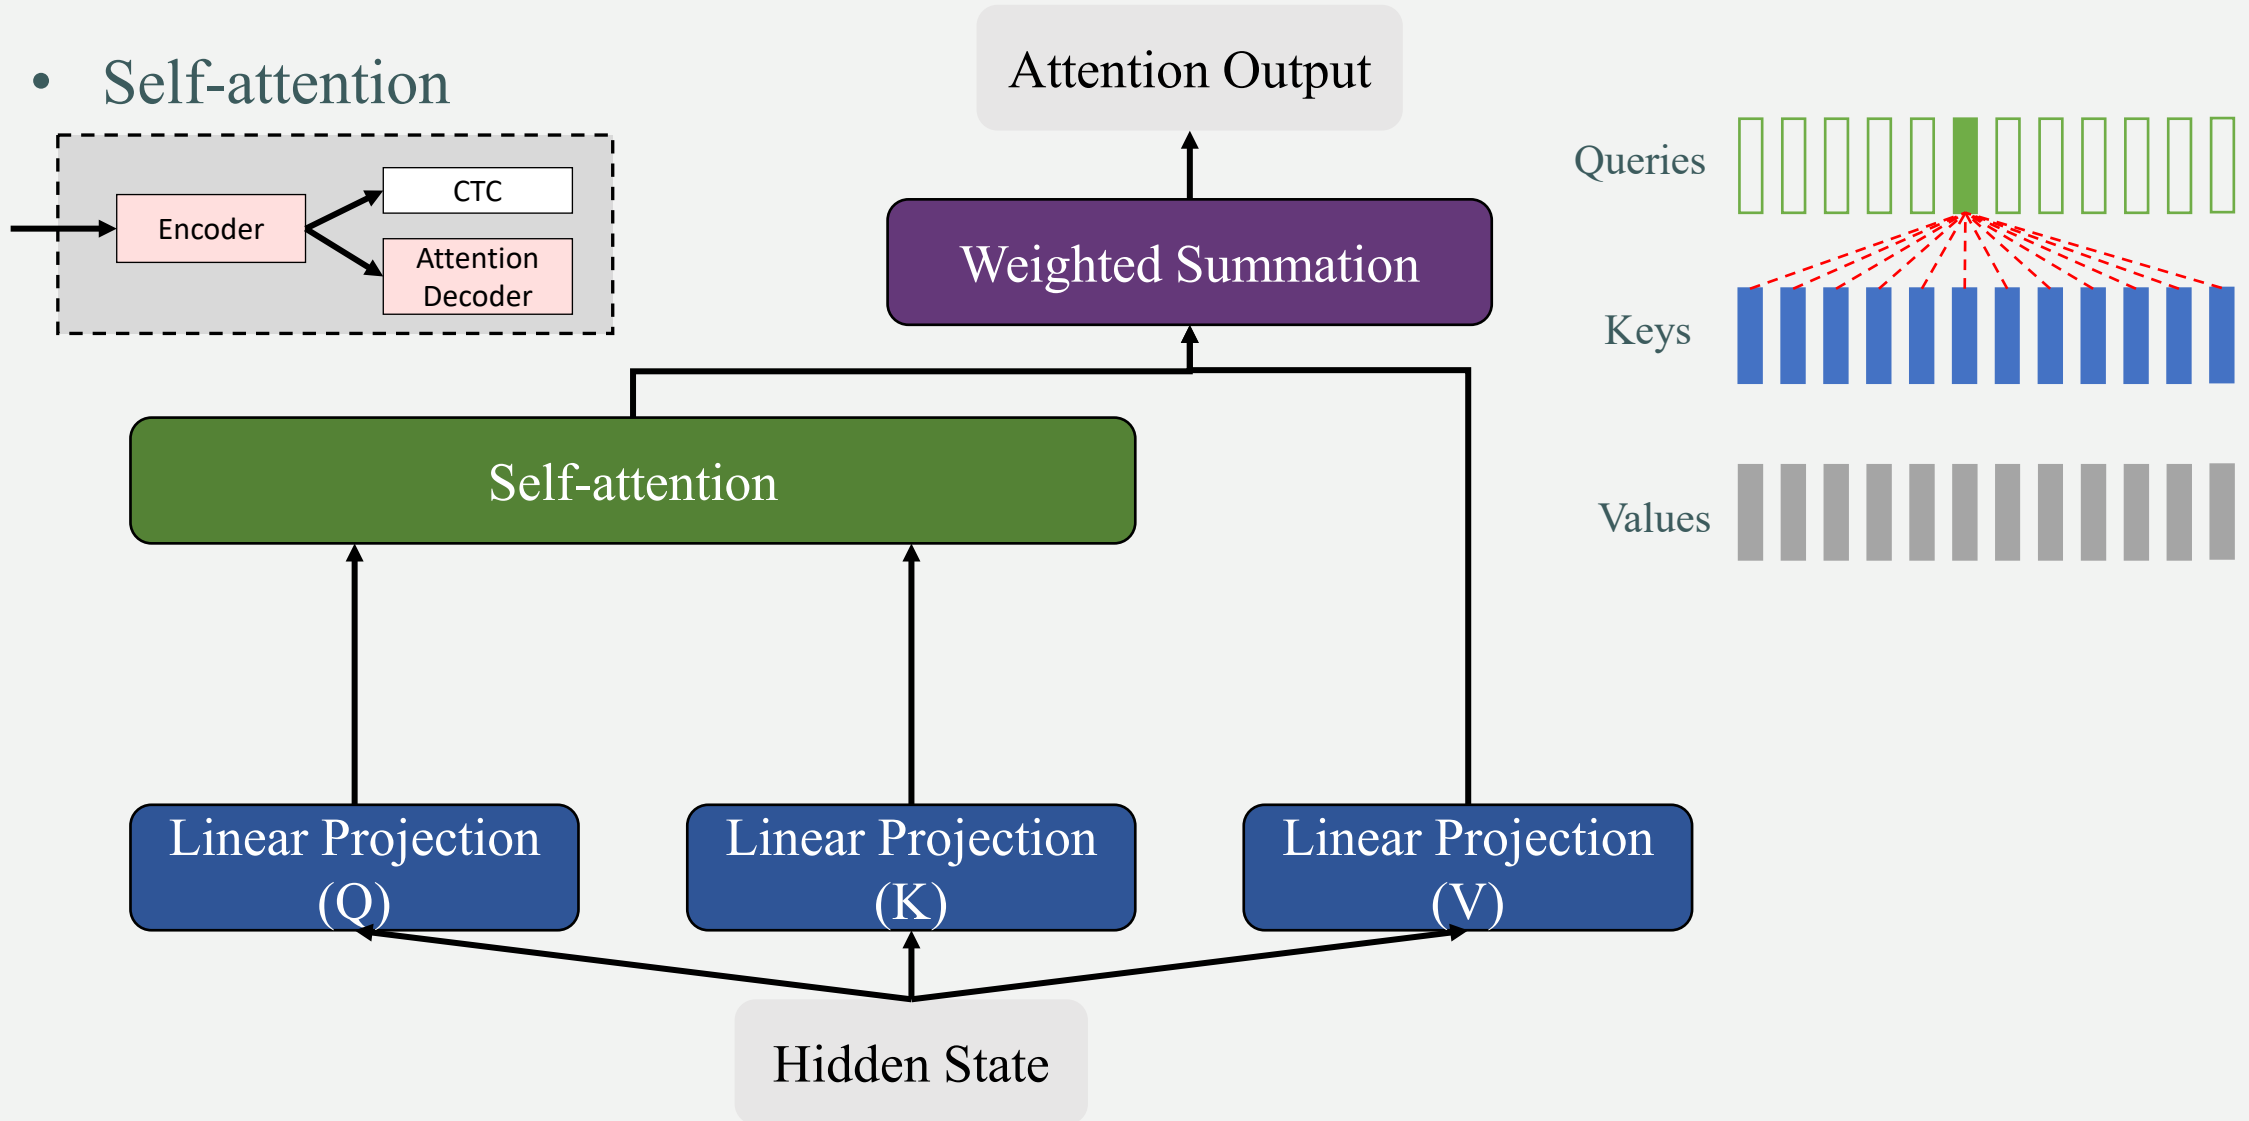 • Self-attention
Encoder
CTC
Attention
Decoder
Attention Output
Weighted Summation
Self-attention
Linear Projection
(Q)
Linear Projection
(K)
Linear Projection
(V)
Hidden State
Queries
Keys
Values